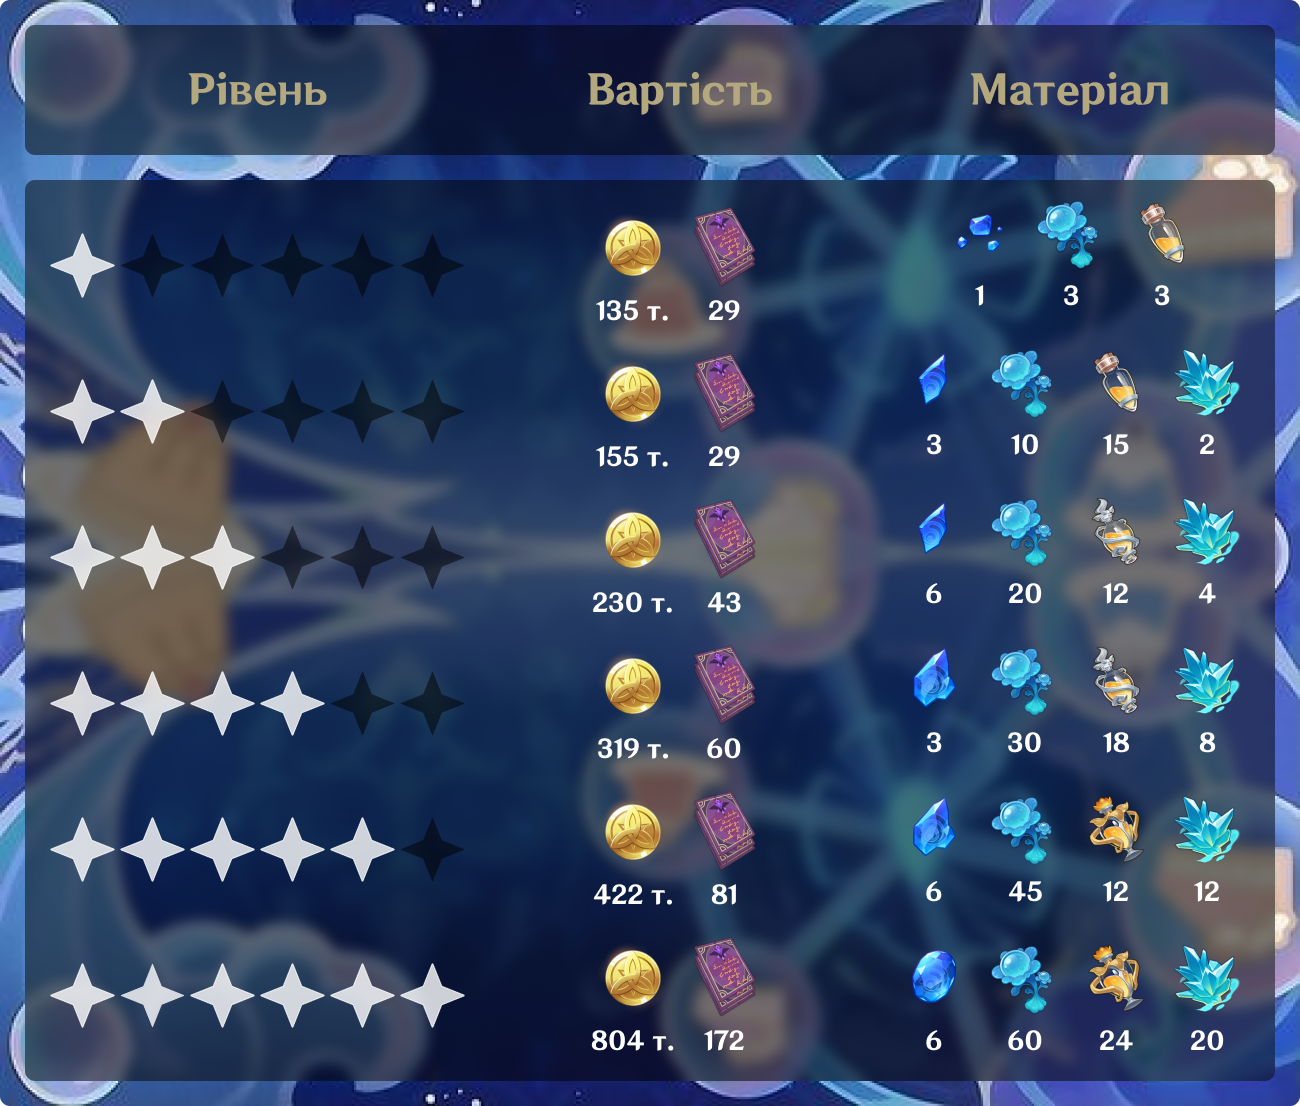 Рівень Вартість Матеріал
1 3 3
135 т. 29
3 10 15 2
155 т. 29
6 20 12 4
230 т. 43
3 30 18 8
319 т. 60
6 45 12 12
422 т. 81
6 60 24 20
804 т. 172